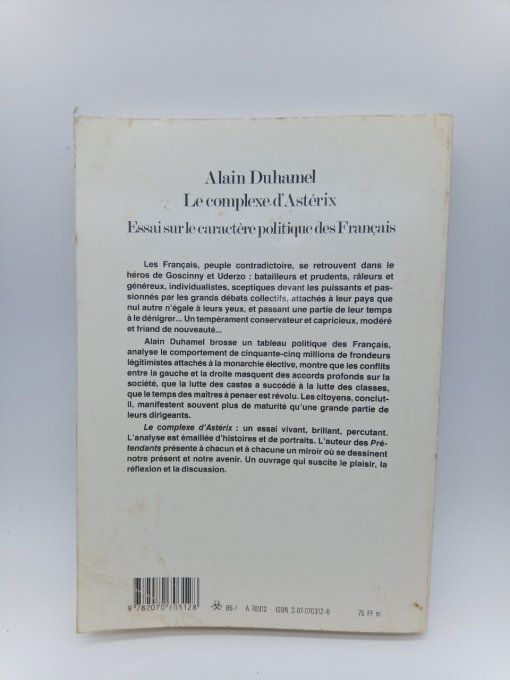 Alain Duhamel
Le complexe d'Astérix
Essai sur le caractère politique des Français
Les Français, peuple contradictoire, se retrouvent dans le
héros de Goscinny et Uderzo : batailleurs et prudents, râleurs et
généreux, individualistes, sceptiques devant les puissants et pas-
sionnés par les grands débats collectifs, attachés à leur pays que
nul autre n'égale à leurs yeux, et passant une partie de leur temps
à le dénigrer... Un tempérament conservateur et capricieux, modéré
et friand de nouveauté...
Alain Duhamel brosse un tableau politique des Français,
analyse le comportement de cinquante-cinq millions de frondeurs
légitimistes attachés à la monarchie élective, montre que les conflits
entre la gauche et la droite masquent des accords profonds sur la
société, que la lutte des castes a succédé à la lutte des classes,
que le temps des maîtres à penser est révolu. Les citoyens, conclut-
il, manifestent souvent plus de maturité qu'une grande partie de
leurs dirigeants.
Le complexe d'Astérix : un essai vivant, brillant, percutant.
L'analyse est émaillée d'histoires et de portraits. L'auteur des Pré-
tendants présente à chacun et à chacune un miroir où se dessinent
notre présent et notre avenir. Un ouvrage qui suscite le plaisir, la
réflexion et la discussion.
9 782070 703128
85-I A 70312 ISBN 2-07-070312-6 75 FF tc